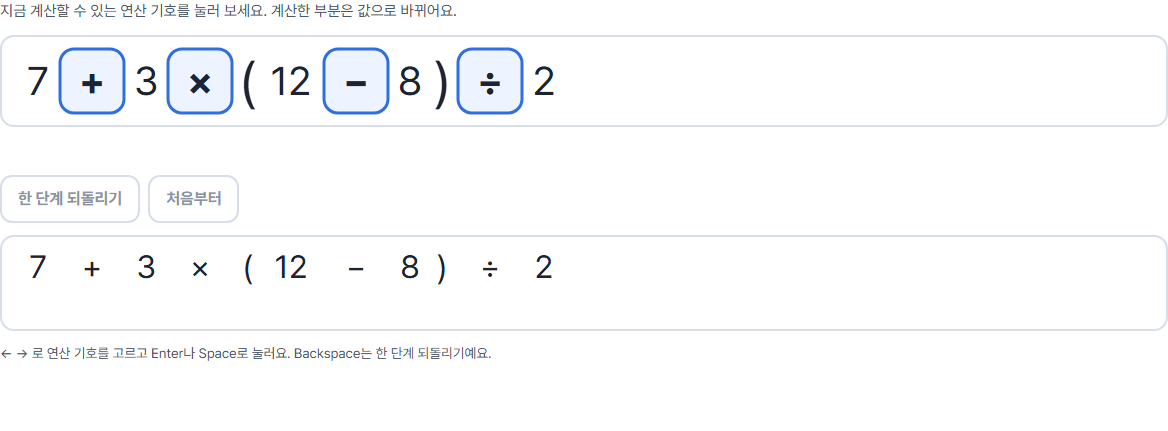 지금 계산할 수 있는 연산 기호를 눌러 보세요. 계산한 부분은 값으로 바뀌어요.
7 + 3 × ( 12 − 8 ) ÷ 2
한 단계 되돌리기 처음부터
7 + 3 × ( 12 − 8 ) ÷ 2
← → 로 연산 기호를 고르고 Enter나 Space로 눌러요. Backspace는 한 단계 되돌리기예요.